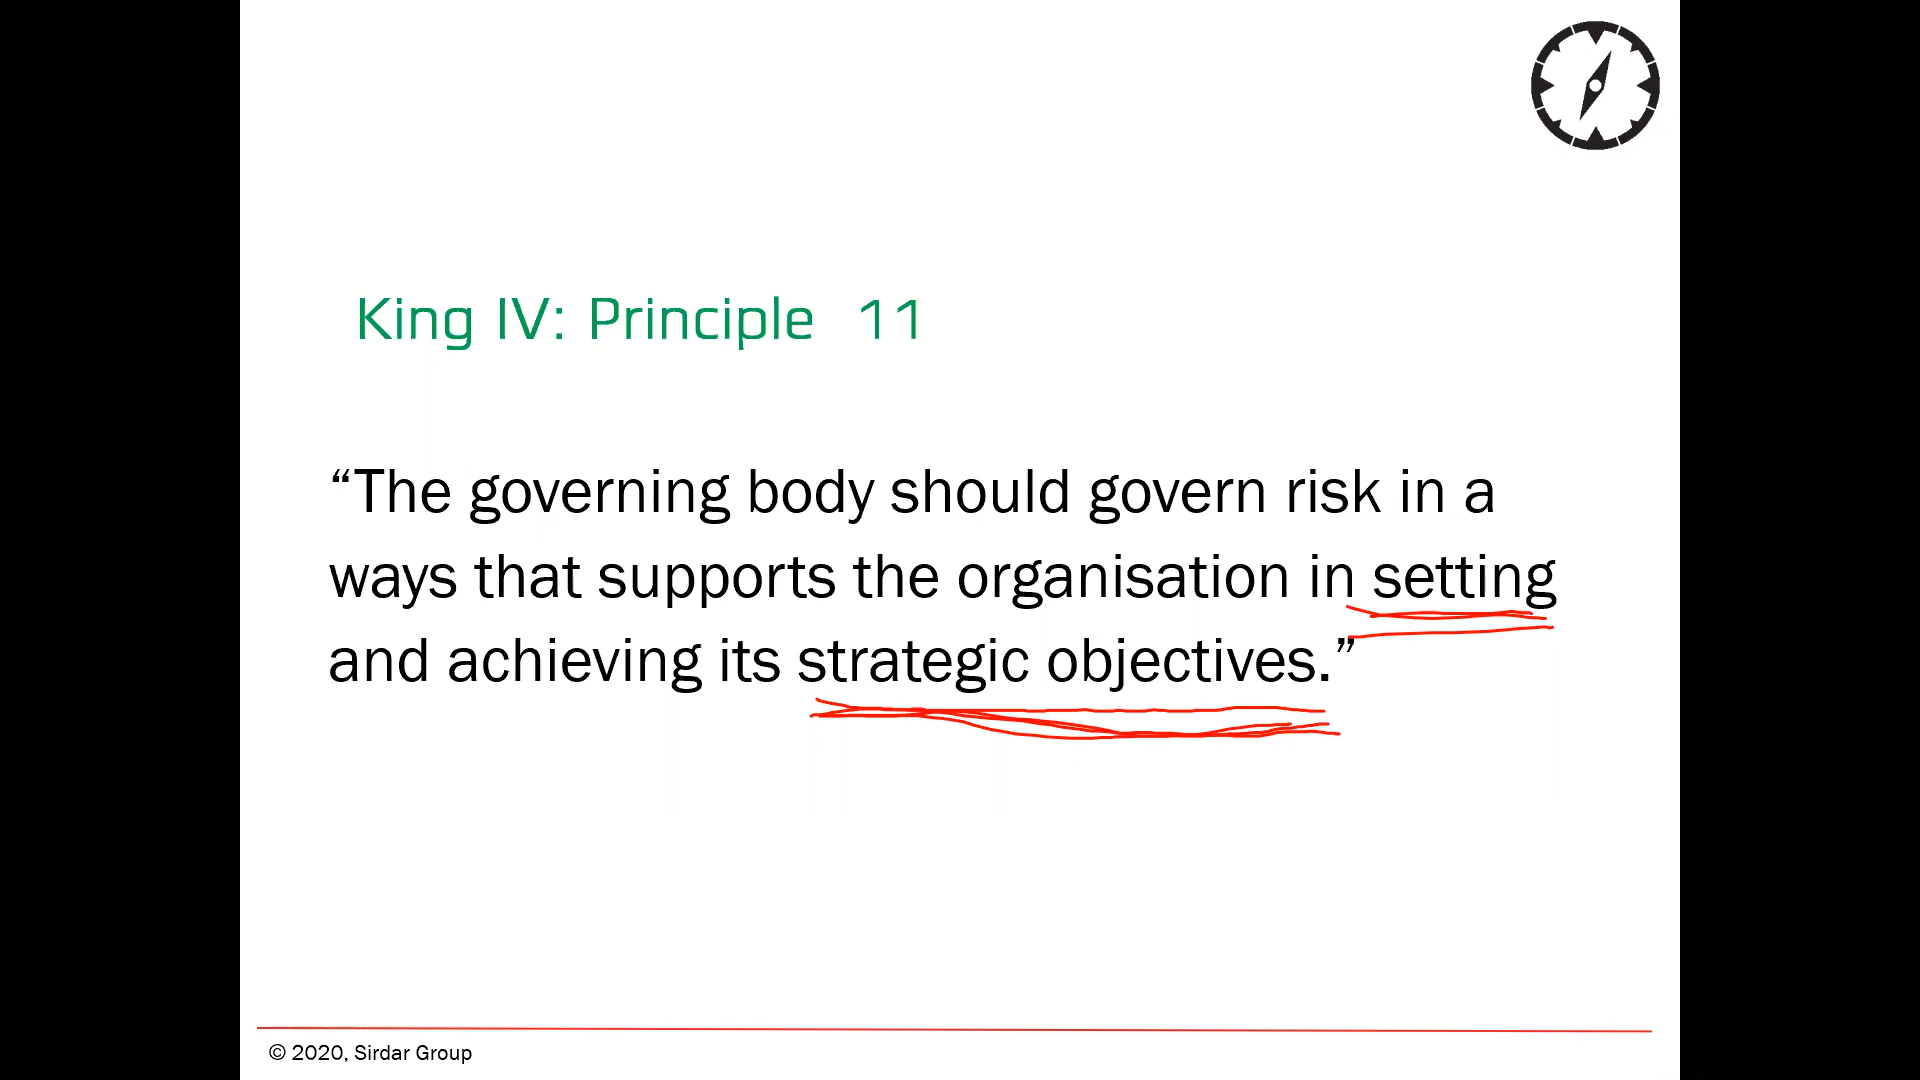 King IV: Principle 11
“The governing body should govern risk in a
ways that supports the organisation in setting
and achieving its strategic objectives.”
© 2020, Sirdar Group